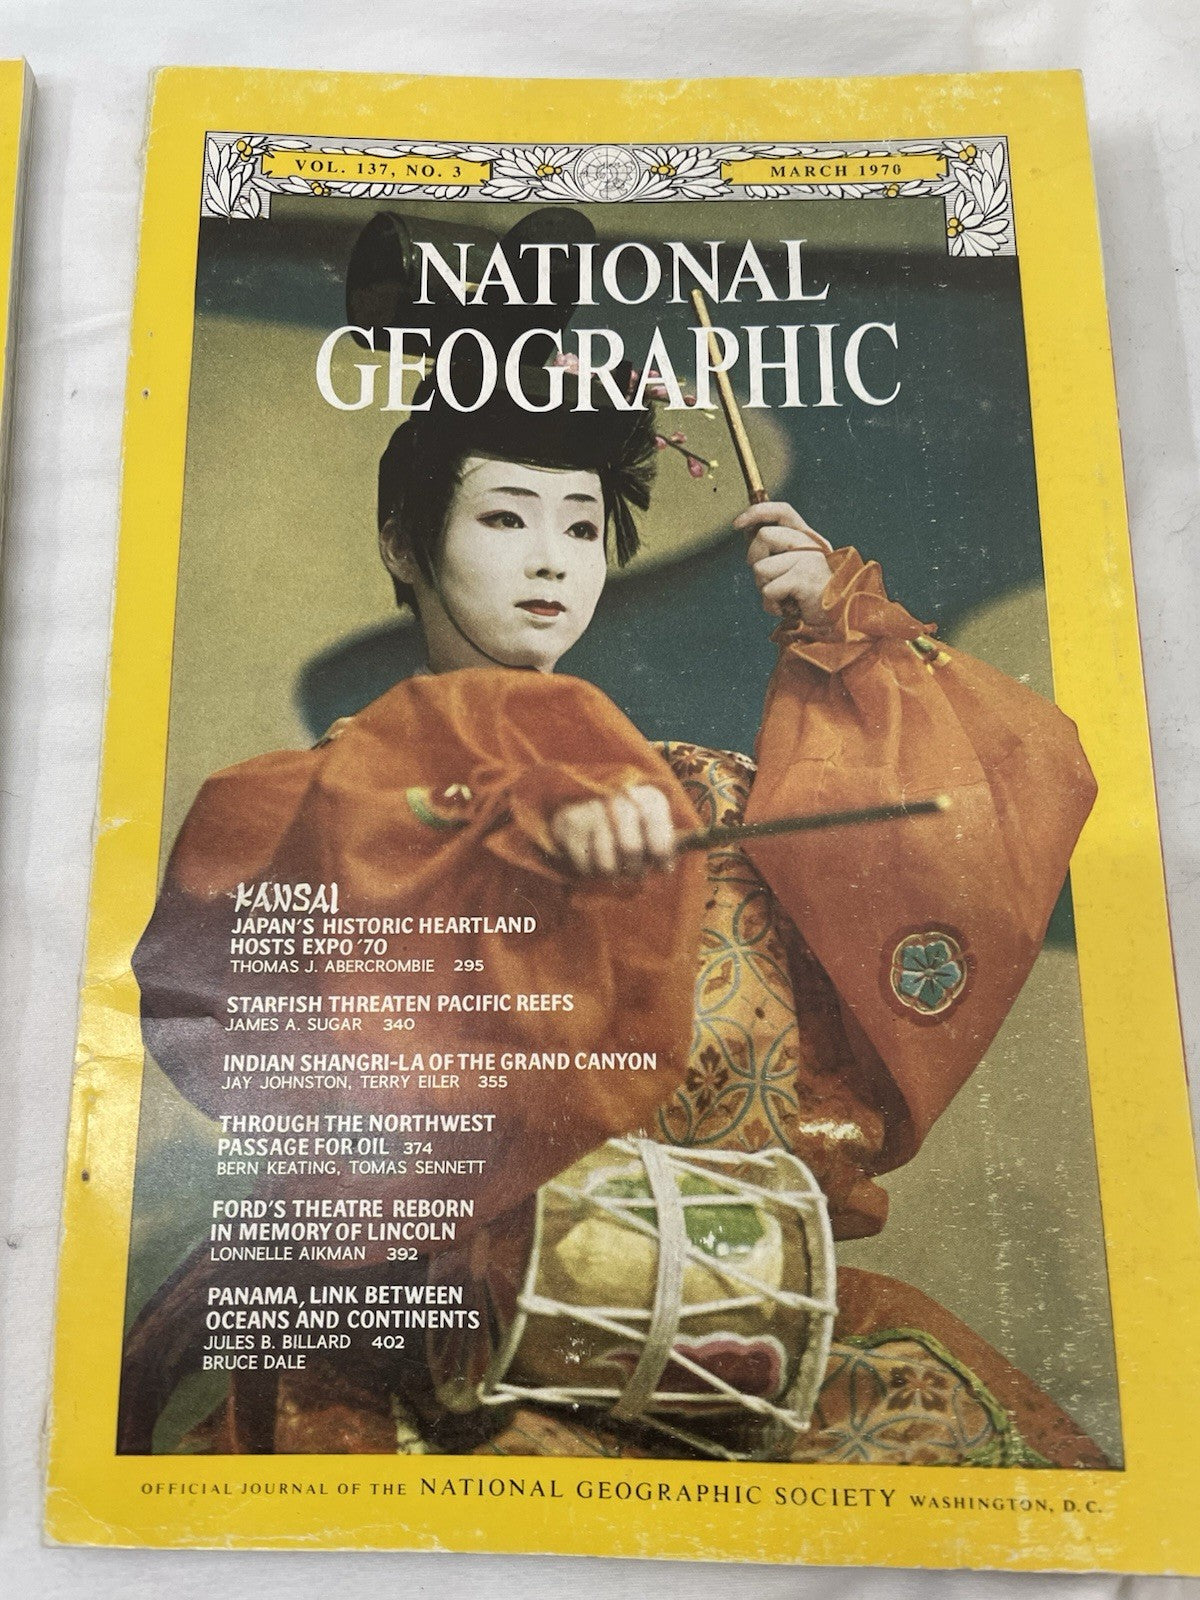 VOL. 137, NO. 3
MARCH 1970
NATIONAL
GEOGRAPHIC
KANSAI
JAPAN'S HISTORIC HEARTLAND
HOSTS EXPO '70
THOMAS J. ABERCROMBIE 295
STARFISH THREATEN PACIFIC REEFS
JAMES A. SUGAR 340
INDIAN SHANGRI-LA OF THE GRAND CANYON
JAY JOHNSTON, TERRY EILER 355
THROUGH THE NORTHWEST
PASSAGE FOR OIL 374
BERN KEATING, TOMAS SENNETT
FORD'S THEATRE REBORN
IN MEMORY OF LINCOLN
LONNELLE AIKMAN 392
PANAMA, LINK BETWEEN
OCEANS AND CONTINENTS
JULES B. BILLARD 402
BRUCE DALE
OFFICIAL JOURNAL OF THE NATIONAL GEOGRAPHIC SOCIETY WASHINGTON, D. C.